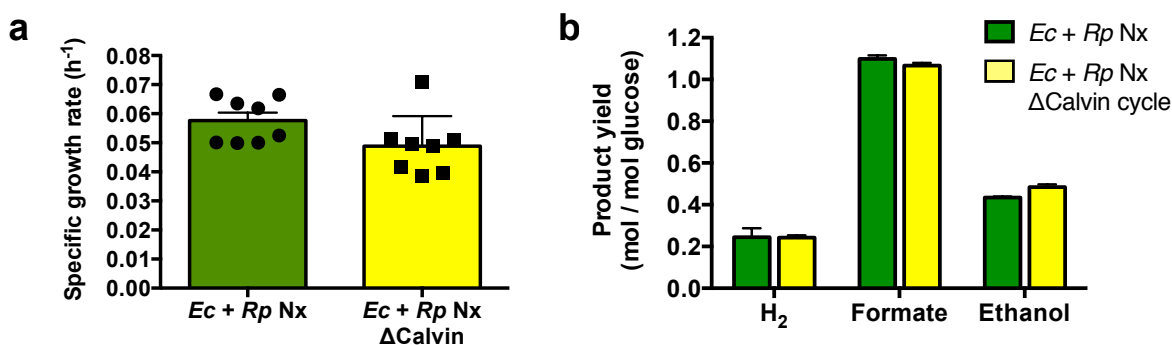 a
Specific growth rate (h⁻¹)
0.08
0.07
0.06
0.05
0.04
0.03
0.02
0.01
0.00
Ec + Rp Nx
Ec + Rp Nx
ΔCalvin
b
Product yield
(mol / mol glucose)
1.2
1.0
0.8
0.6
0.4
0.2
0.0
H₂
Formate
Ethanol
Ec + Rp Nx
Ec + Rp Nx
ΔCalvin cycle